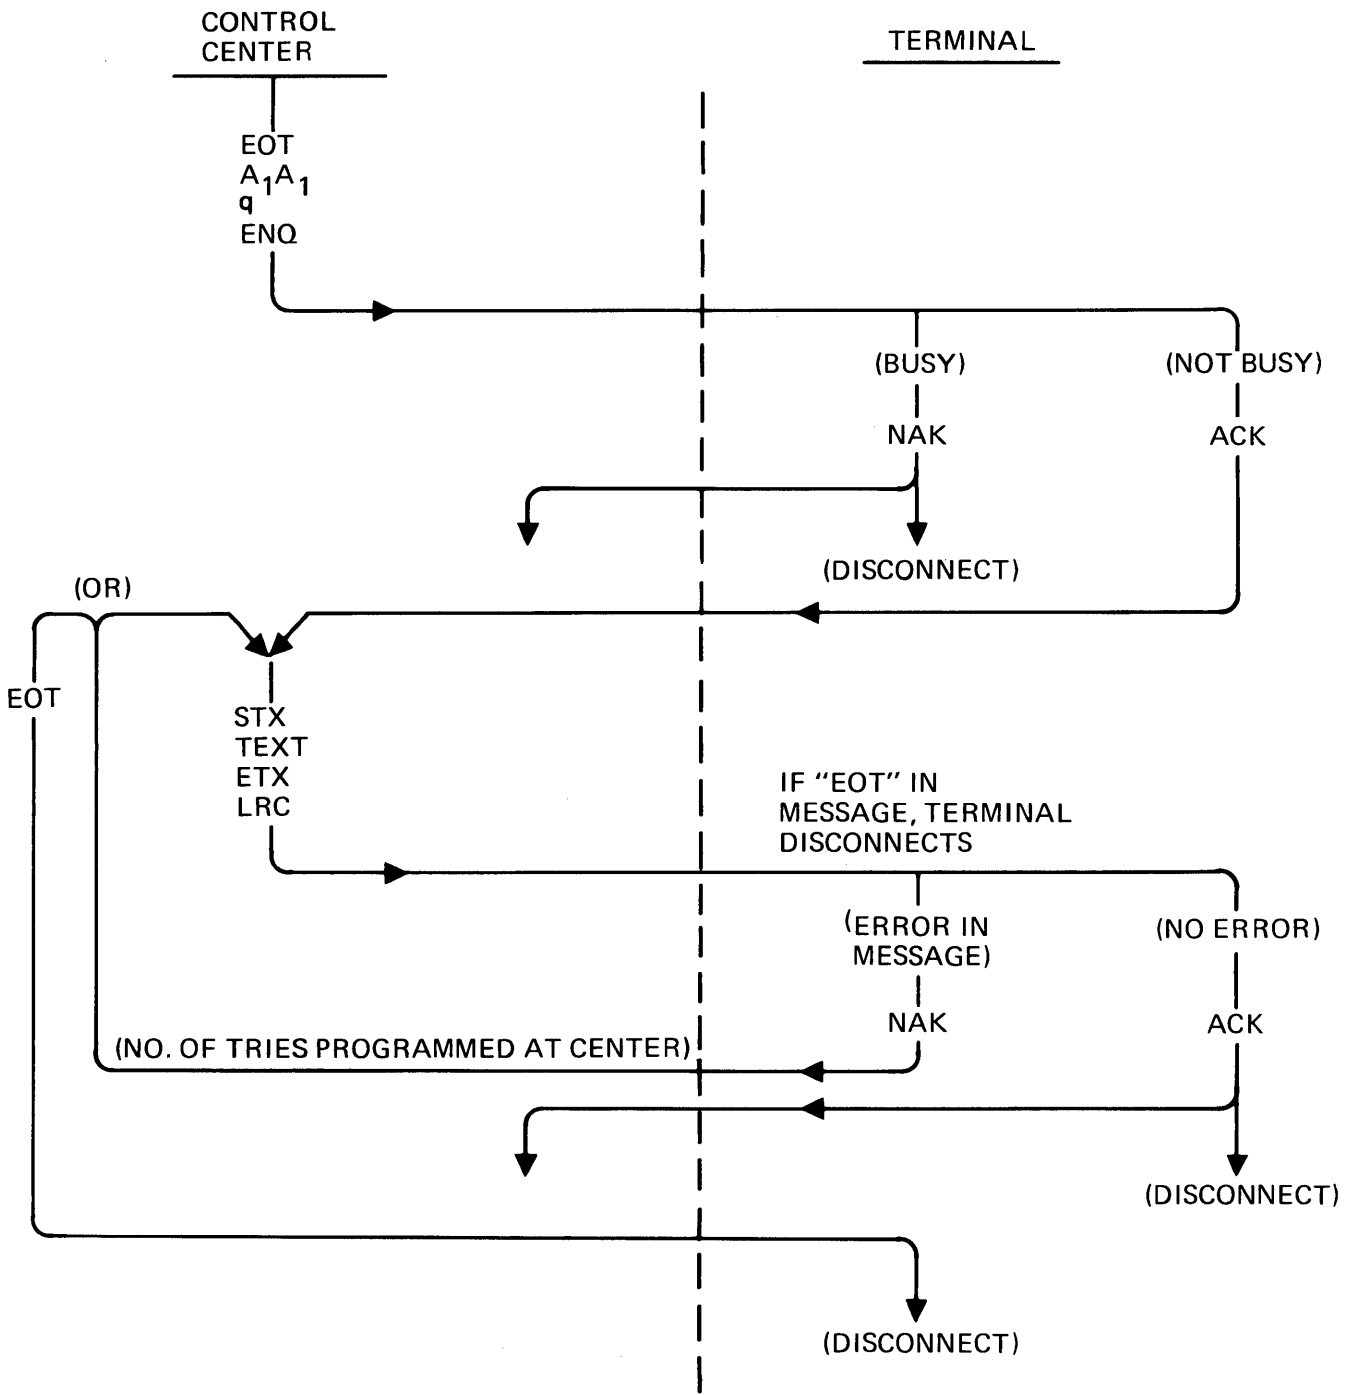 CONTROL
CENTER
TERMINAL
EOT
A1A1
q
ENQ
(BUSY)
(NOT BUSY)
NAK
ACK
(DISCONNECT)
(OR)
EOT
STX
TEXT
ETX
LRC
IF "EOT" IN
MESSAGE, TERMINAL
DISCONNECTS
(ERROR IN
MESSAGE)
(NO ERROR)
NAK
ACK
(NO. OF TRIES PROGRAMMED AT CENTER)
(DISCONNECT)
(DISCONNECT)